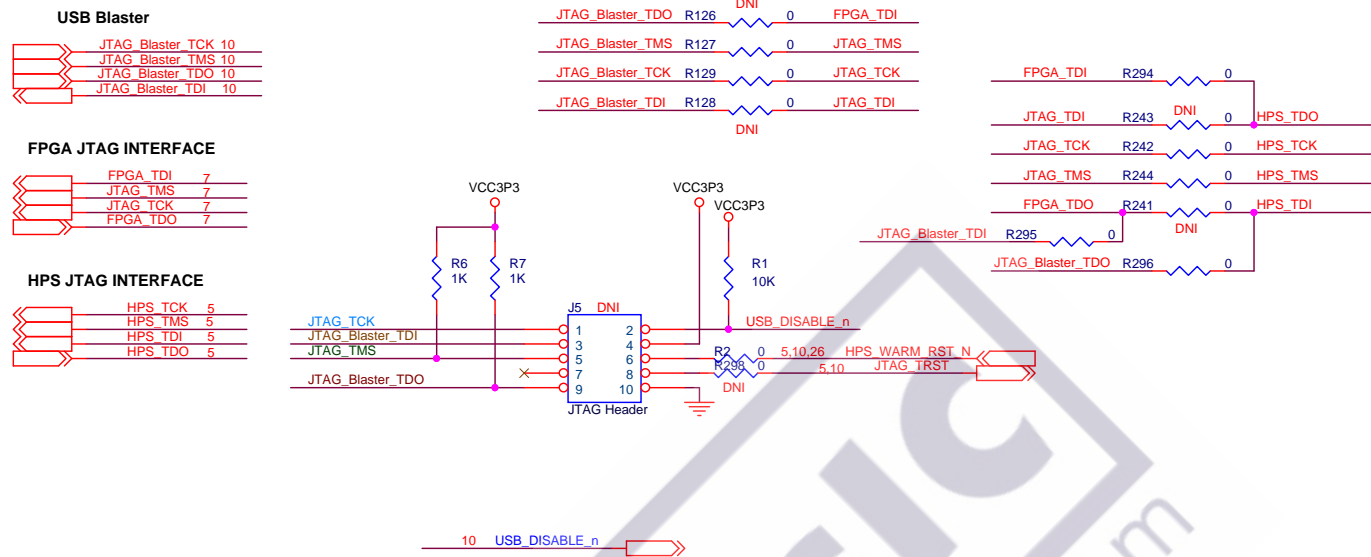 USB Blaster
JTAG_Blaster_TCK 10
JTAG_Blaster_TMS 10
JTAG_Blaster_TDO 10
JTAG_Blaster_TDI 10
FPGA JTAG INTERFACE
FPGA_TDI 7
JTAG_TMS 7
JTAG_TCK 7
FPGA_TDO 7
HPS JTAG INTERFACE
HPS_TCK 5
HPS_TMS 5
HPS_TDI 5
HPS_TDO 5
DNI
JTAG_Blaster_TDO R126 0 FPGA_TDI
JTAG_Blaster_TMS R127 0 JTAG_TMS
JTAG_Blaster_TCK R129 0 JTAG_TCK
JTAG_Blaster_TDI R128 0 JTAG_TDI
DNI
FPGA_TDI R294 0
DNI
JTAG_TDI R243 0 HPS_TDO
JTAG_TCK R242 0 HPS_TCK
JTAG_TMS R244 0 HPS_TMS
FPGA_TDO R241 0 HPS_TDI
DNI
JTAG_Blaster_TDI R295 0
JTAG_Blaster_TDO R296 0
VCC3P3
VCC3P3
VCC3P3
R6
1K
R7
1K
R1
10K
J5 DNI
JTAG_TCK 1 2 USB_DISABLE_n
JTAG_Blaster_TDI 3 4
JTAG_TMS 5 6 R2 0 5,10,26 HPS_WARM_RST_N
7 8 R298 0 5,10 JTAG_TRST
JTAG_Blaster_TDO 9 10 DNI
JTAG Header
10 USB_DISABLE_n
ic
m